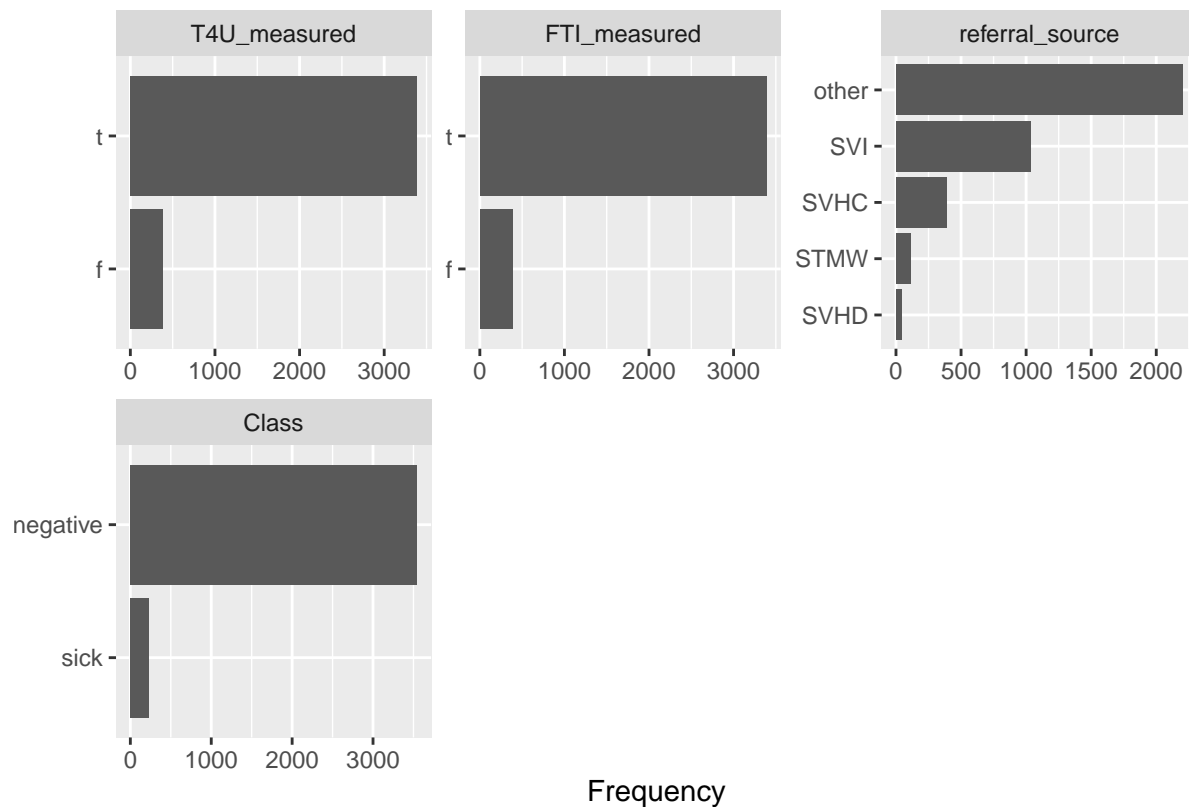 T4U_measured
FTI_measured
referral_source
t
f
0 1000 2000 3000
t
f
0 1000 2000 3000
other
SVI
SVHC
STMW
SVHD
0 500 1000 1500 2000
Class
negative
sick
0 1000 2000 3000
Frequency